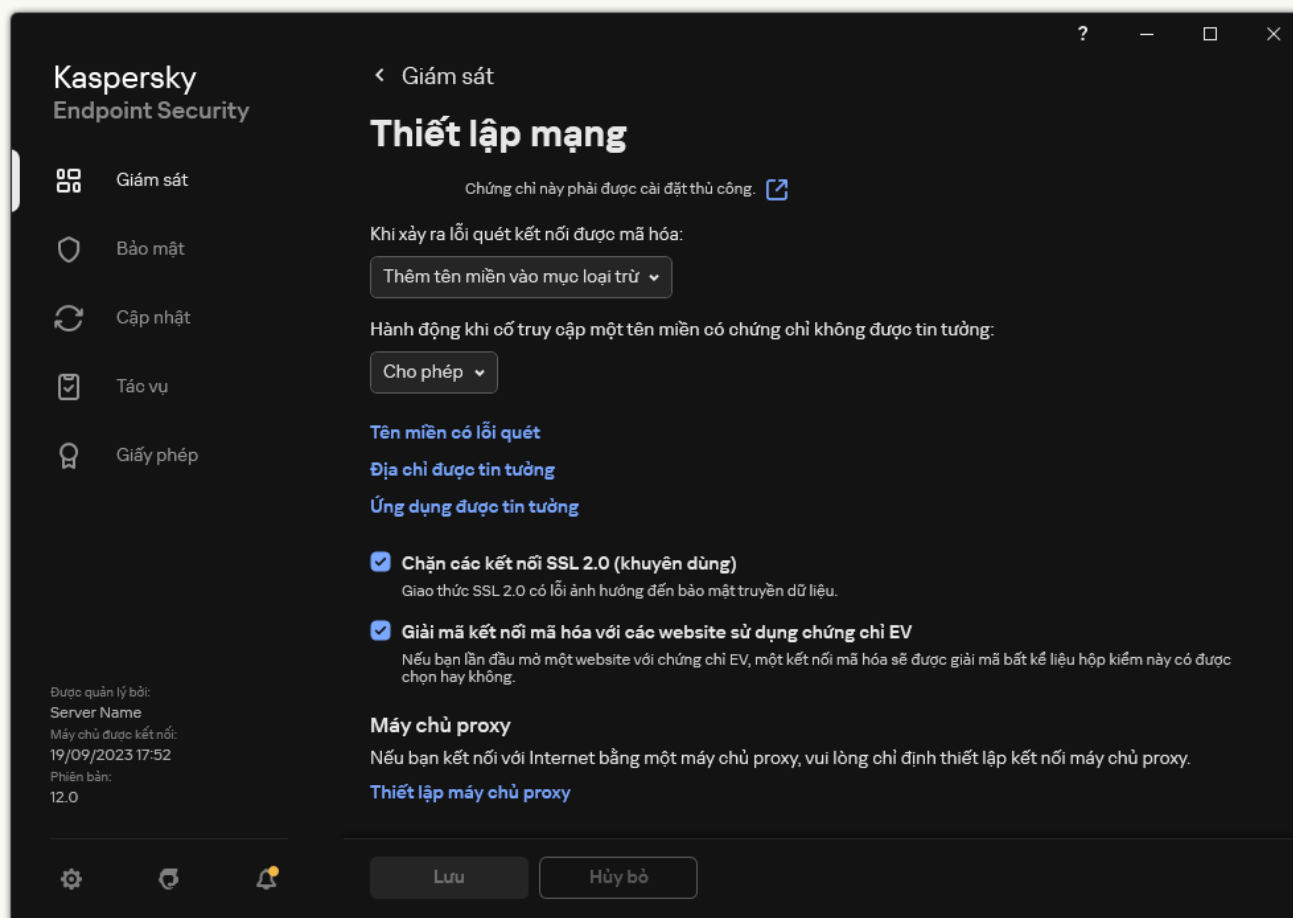 ?
Kaspersky
Endpoint Security
Giám sát
Bảo mật
Cập nhật
Tác vụ
Giấy phép
Được quản lý bởi:
Server Name
Máy chủ được kết nối:
19/09/2023 17:52
Phiên bản:
12.0
Giám sát
Thiết lập mạng
Chứng chỉ này phải được cài đặt thủ công.
Khi xảy ra lỗi quét kết nối được mã hóa:
Thêm tên miền vào mục loại trừ
Hành động khi cố truy cập một tên miền có chứng chỉ không được tin tưởng:
Cho phép
Tên miền có lỗi quét
Địa chỉ được tin tưởng
Ứng dụng được tin tưởng
Chặn các kết nối SSL 2.0 (khuyên dùng)
Giao thức SSL 2.0 có lỗi ảnh hưởng đến bảo mật truyền dữ liệu.
Giải mã kết nối mã hóa với các website sử dụng chứng chỉ EV
Nếu bạn lần đầu mở một website với chứng chỉ EV, một kết nối mã hóa sẽ được giải mã bất kể liệu hộp kiểm này có được
chọn hay không.
Máy chủ proxy
Nếu bạn kết nối với Internet bằng một máy chủ proxy, vui lòng chỉ định thiết lập kết nối máy chủ proxy.
Thiết lập máy chủ proxy
Lưu
Hủy bỏ